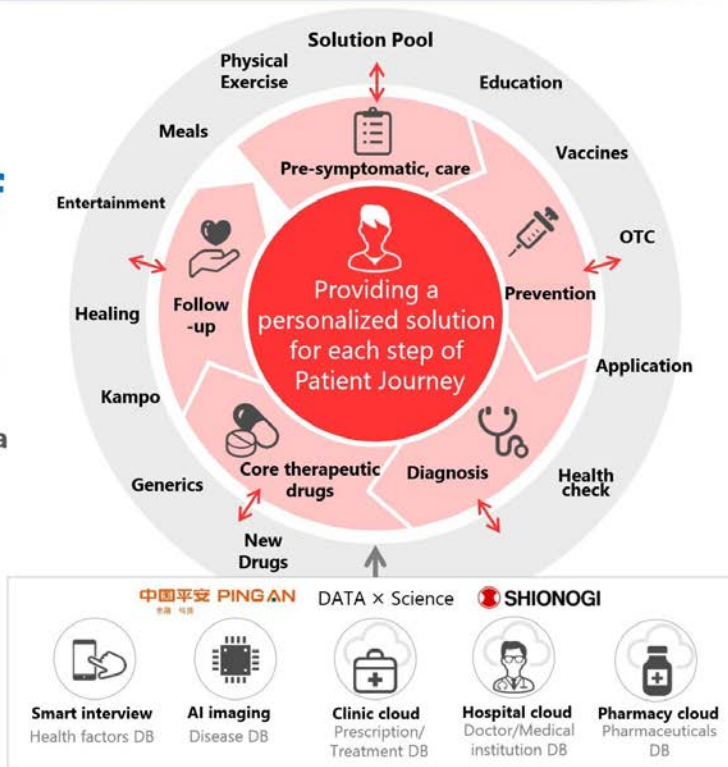 Solution Pool
Physical
Exercise
Education
Meals
Vaccines
Pre-symptomatic, care
Entertainment
OTC
Prevention
Providing a
personalized solution
for each step of
Patient Journey
Follow
-up
Healing
Application
Kampo
Core therapeutic
drugs
Diagnosis
Health
check
Generics
New
Drugs
中国平安 PING AN
DATA × Science
SHIONOGI
Smart interview
Health factors DB
AI imaging
Disease DB
Clinic cloud
Prescription/
Treatment DB
Hospital cloud
Doctor/Medical
institution DB
Pharmacy cloud
Pharmaceuticals
DB